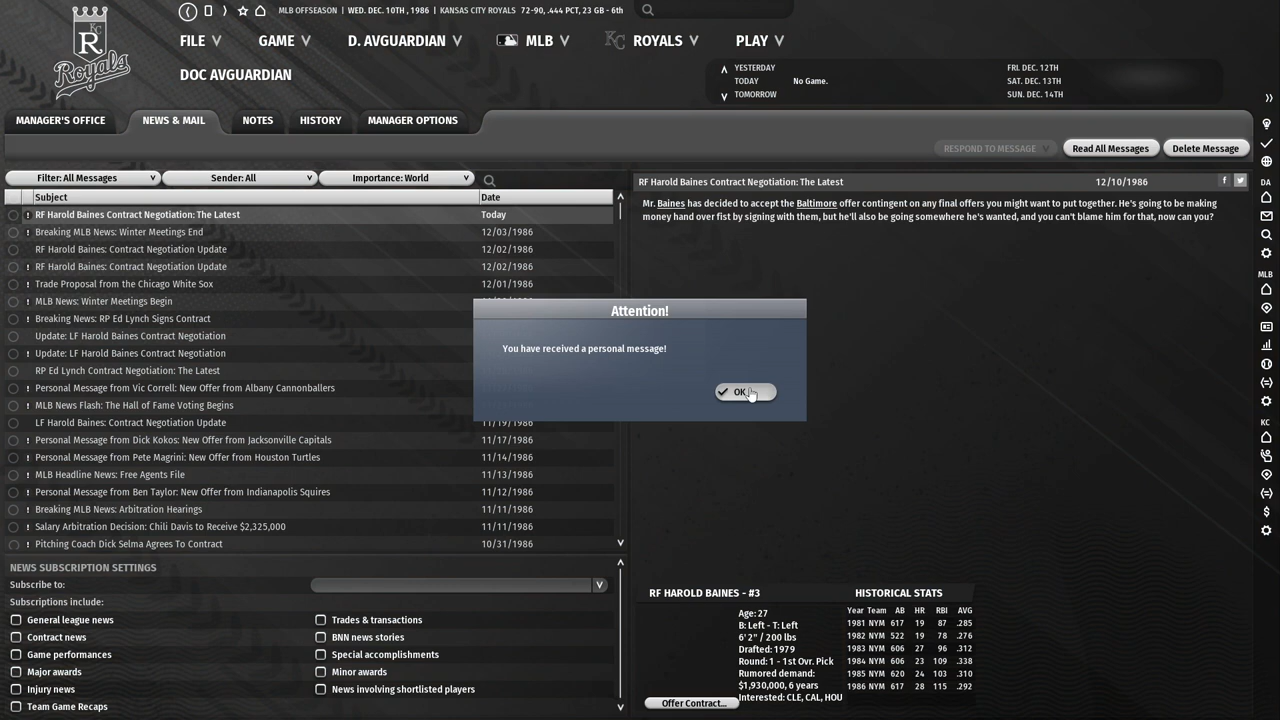 MLB OFFSEASON | WED. DEC. 10TH , 1986 | KANSAS CITY ROYALS 72-90, .444 PCT, 23 GB - 6th
KC
R
Royals
FILE
GAME
D. AVGUARDIAN
MLB
ROYALS
PLAY
DOC AVGUARDIAN
YESTERDAY
TODAY No Game.
TOMORROW
FRI. DEC. 12TH
SAT. DEC. 13TH
SUN. DEC. 14TH
MANAGER'S OFFICE
NEWS & MAIL
NOTES
HISTORY
MANAGER OPTIONS
RESPOND TO MESSAGE
Read All Messages
Delete Message
Filter: All Messages
Sender: All
Importance: World
Subject Date
RF Harold Baines Contract Negotiation: The Latest Today
Breaking MLB News: Winter Meetings End 12/03/1986
RF Harold Baines: Contract Negotiation Update 12/02/1986
RF Harold Baines: Contract Negotiation Update 12/02/1986
Trade Proposal from the Chicago White Sox 12/01/1986
MLB News: Winter Meetings Begin
Breaking News: RP Ed Lynch Signs Contract
Update: LF Harold Baines Contract Negotiation
Update: LF Harold Baines Contract Negotiation
RP Ed Lynch Contract Negotiation: The Latest
Personal Message from Vic Correll: New Offer from Albany Cannonballers
MLB News Flash: The Hall of Fame Voting Begins
LF Harold Baines: Contract Negotiation Update 11/19/1986
Personal Message from Dick Kokos: New Offer from Jacksonville Capitals 11/17/1986
Personal Message from Pete Magrini: New Offer from Houston Turtles 11/14/1986
MLB Headline News: Free Agents File 11/13/1986
Personal Message from Ben Taylor: New Offer from Indianapolis Squires 11/12/1986
Breaking MLB News: Arbitration Hearings 11/11/1986
Salary Arbitration Decision: Chili Davis to Receive $2,325,000 11/11/1986
Pitching Coach Dick Selma Agrees To Contract 10/31/1986
RF Harold Baines Contract Negotiation: The Latest 12/10/1986
Mr. Baines has decided to accept the Baltimore offer contingent on any final offers you might want to put together. He's going to be making
money hand over fist by signing with them, but he'll also be going somewhere he's wanted, and you can't blame him for that, now can you?
Attention!
You have received a personal message!
OK
NEWS SUBSCRIPTION SETTINGS
Subscribe to:
Subscriptions include:
General league news
Contract news
Game performances
Major awards
Injury news
Team Game Recaps
Trades & transactions
BNN news stories
Special accomplishments
Minor awards
News involving shortlisted players
RF HAROLD BAINES - #3
Age: 27
B: Left - T: Left
6' 2" / 200 lbs
Drafted: 1979
Round: 1 - 1st Ovr. Pick
Rumored demand:
$1,930,000, 6 years
Interested: CLE, CAL, HOU
Offer Contract...
HISTORICAL STATS
Year Team AB HR RBI AVG
1981 NYM 617 19 87 .285
1982 NYM 522 19 78 .276
1983 NYM 606 27 96 .312
1984 NYM 606 23 109 .338
1985 NYM 620 24 103 .310
1986 NYM 617 28 115 .292
DA
MLB
KC